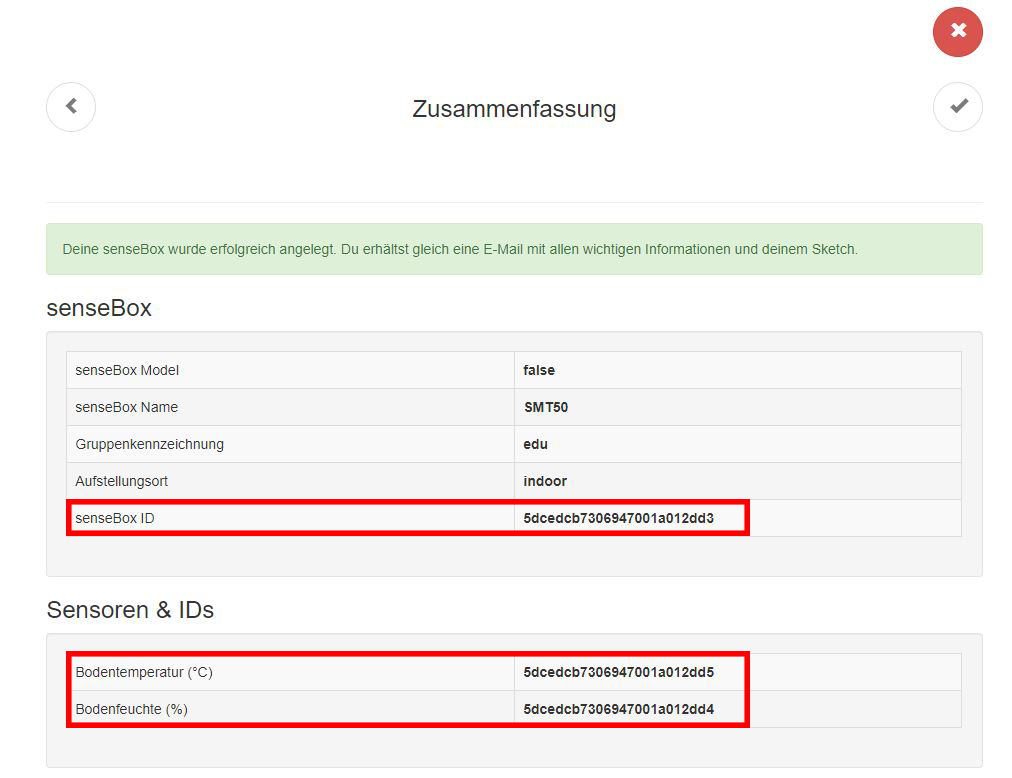 Zusammenfassung
Deine senseBox wurde erfolgreich angelegt. Du erhältst gleich eine E-Mail mit allen wichtigen Informationen und deinem Sketch.
senseBox
senseBox Model false
senseBox Name SMT50
Gruppenkennzeichnung edu
Aufstellungsort indoor
senseBox ID 5dcedcb7306947001a012dd3
Sensoren & IDs
Bodentemperatur (°C) 5dcedcb7306947001a012dd5
Bodenfeuchte (%) 5dcedcb7306947001a012dd4